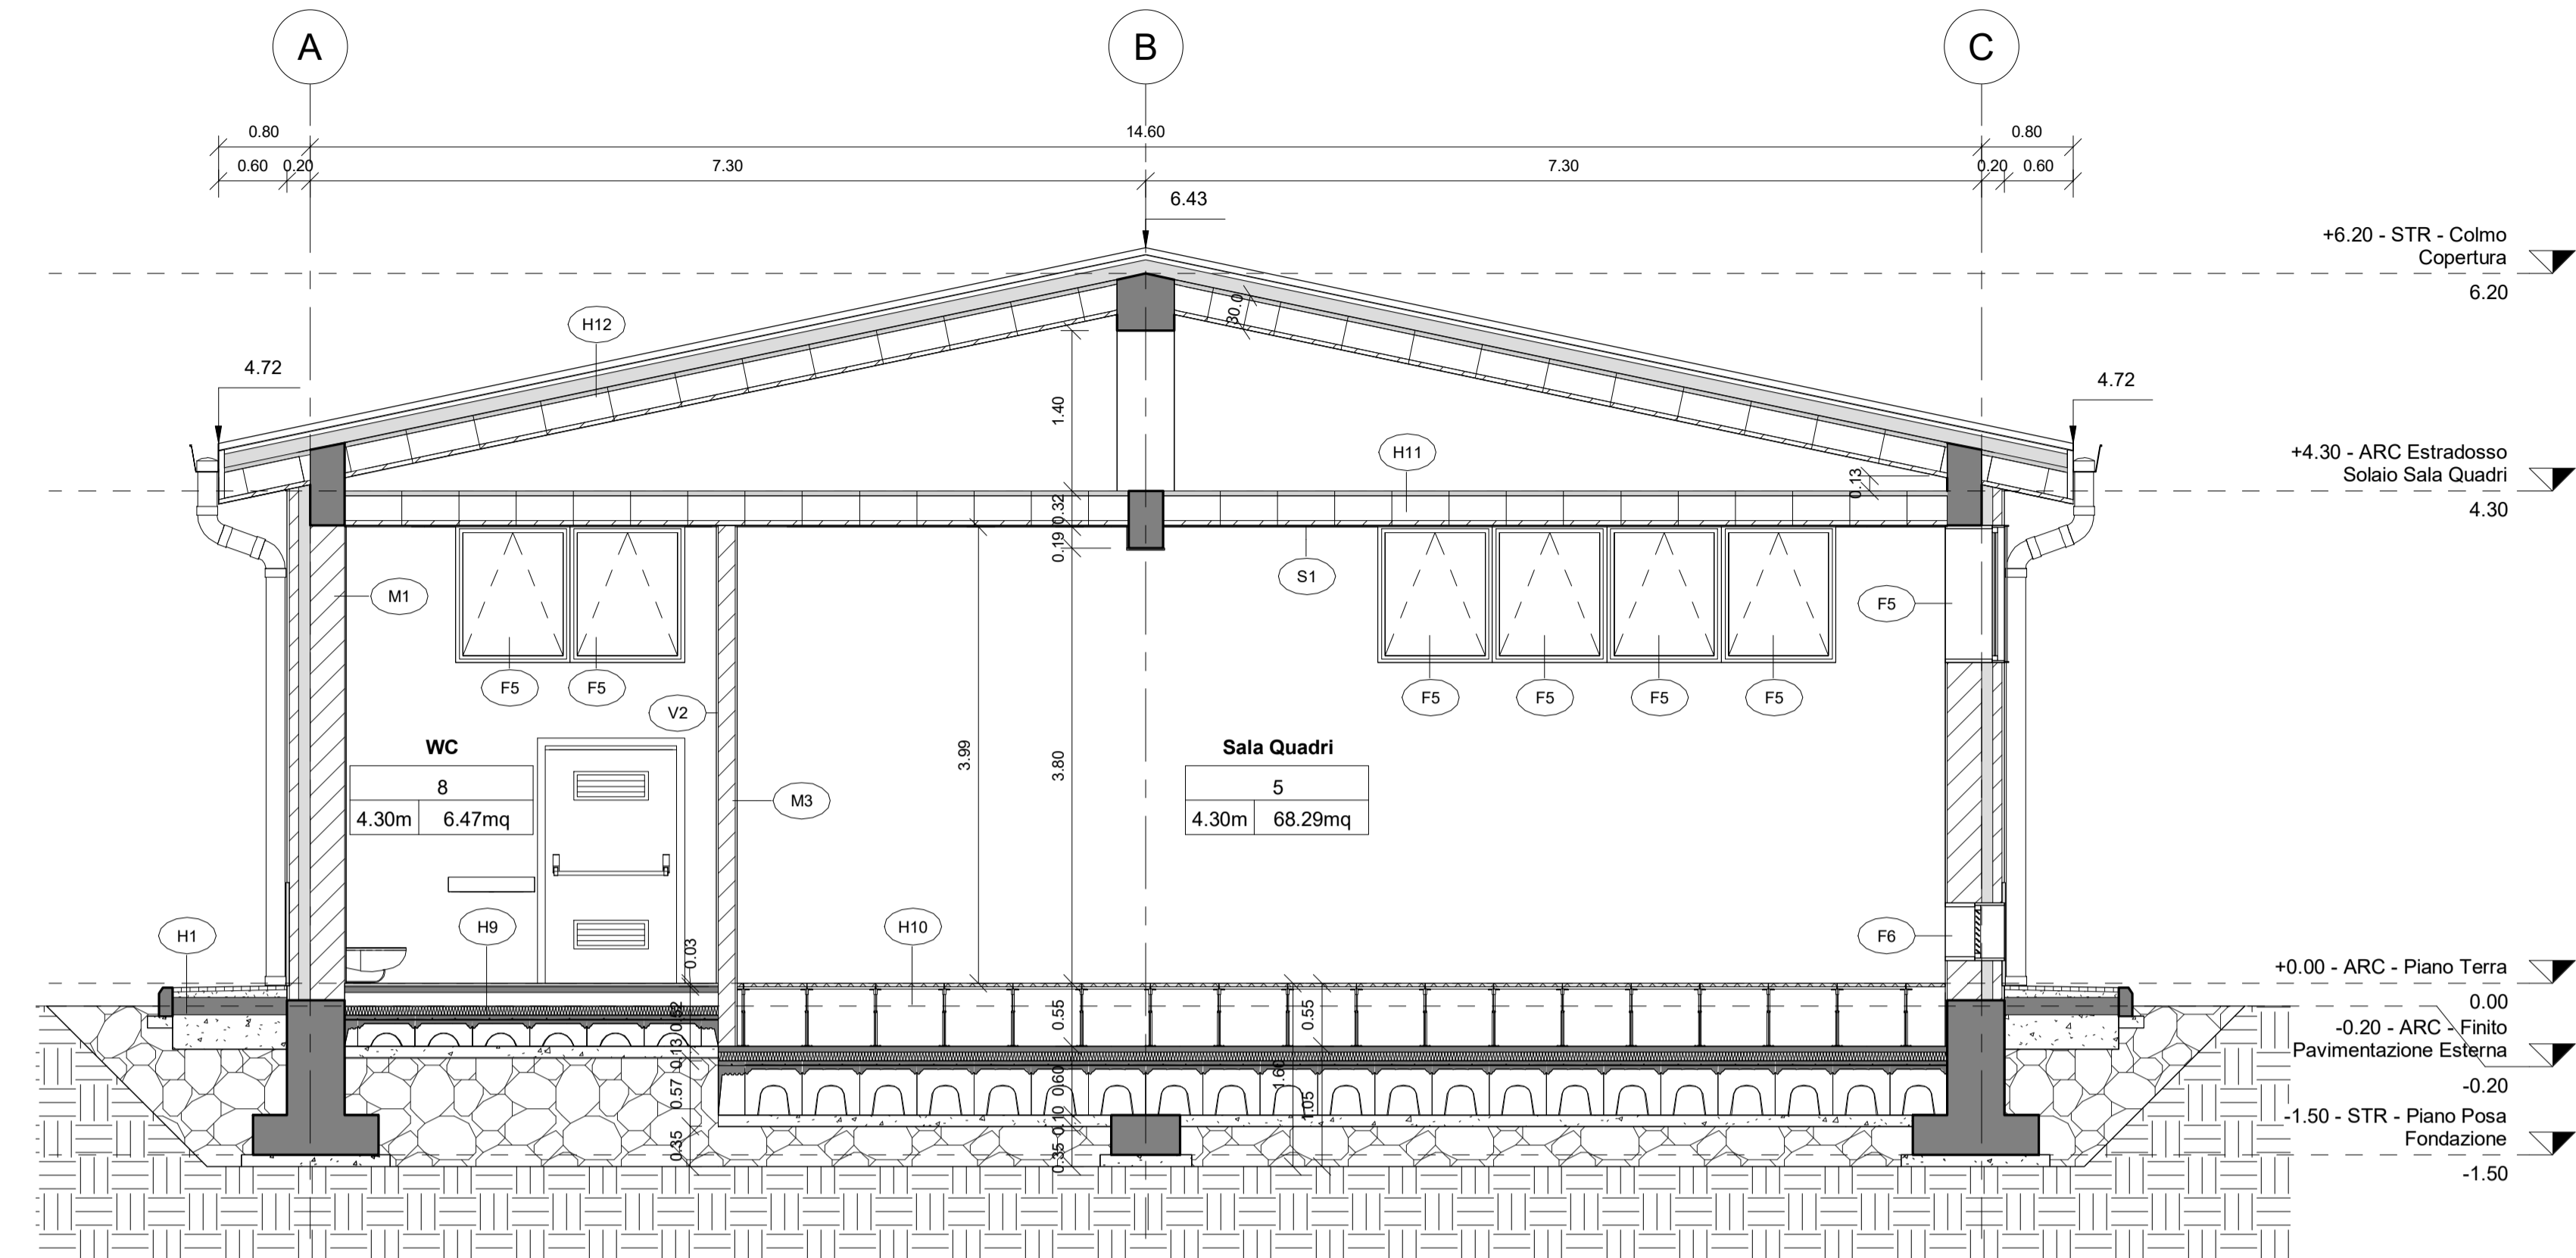 A B C
0.80 14.60 0.80
0.60 0.20 7.30 7.30 0.20 0.60
6.43
+6.20 - STR - Colmo
Copertura
6.20
30.0
H12
4.72
4.72
1.40
H11
+4.30 - ARC Estradosso
Solaio Sala Quadri
4.30
0.13
0.32
0.19
S1
M1
F5
F5 F5
F5 F5 F5 F5
V2
WC
8
4.30m 6.47mq
3.99
3.80
Sala Quadri
5
4.30m 68.29mq
M3
H1
H9
H10
F6
0.03
+0.00 - ARC - Piano Terra
0.00
0.52
0.55
0.55
-0.20 - ARC - Finito
Pavimentazione Esterna
-0.20
0.13
0.57
0.60
1.60
1.05
0.10
-1.50 - STR - Piano Posa
Fondazione
0.35
0.35
-1.50